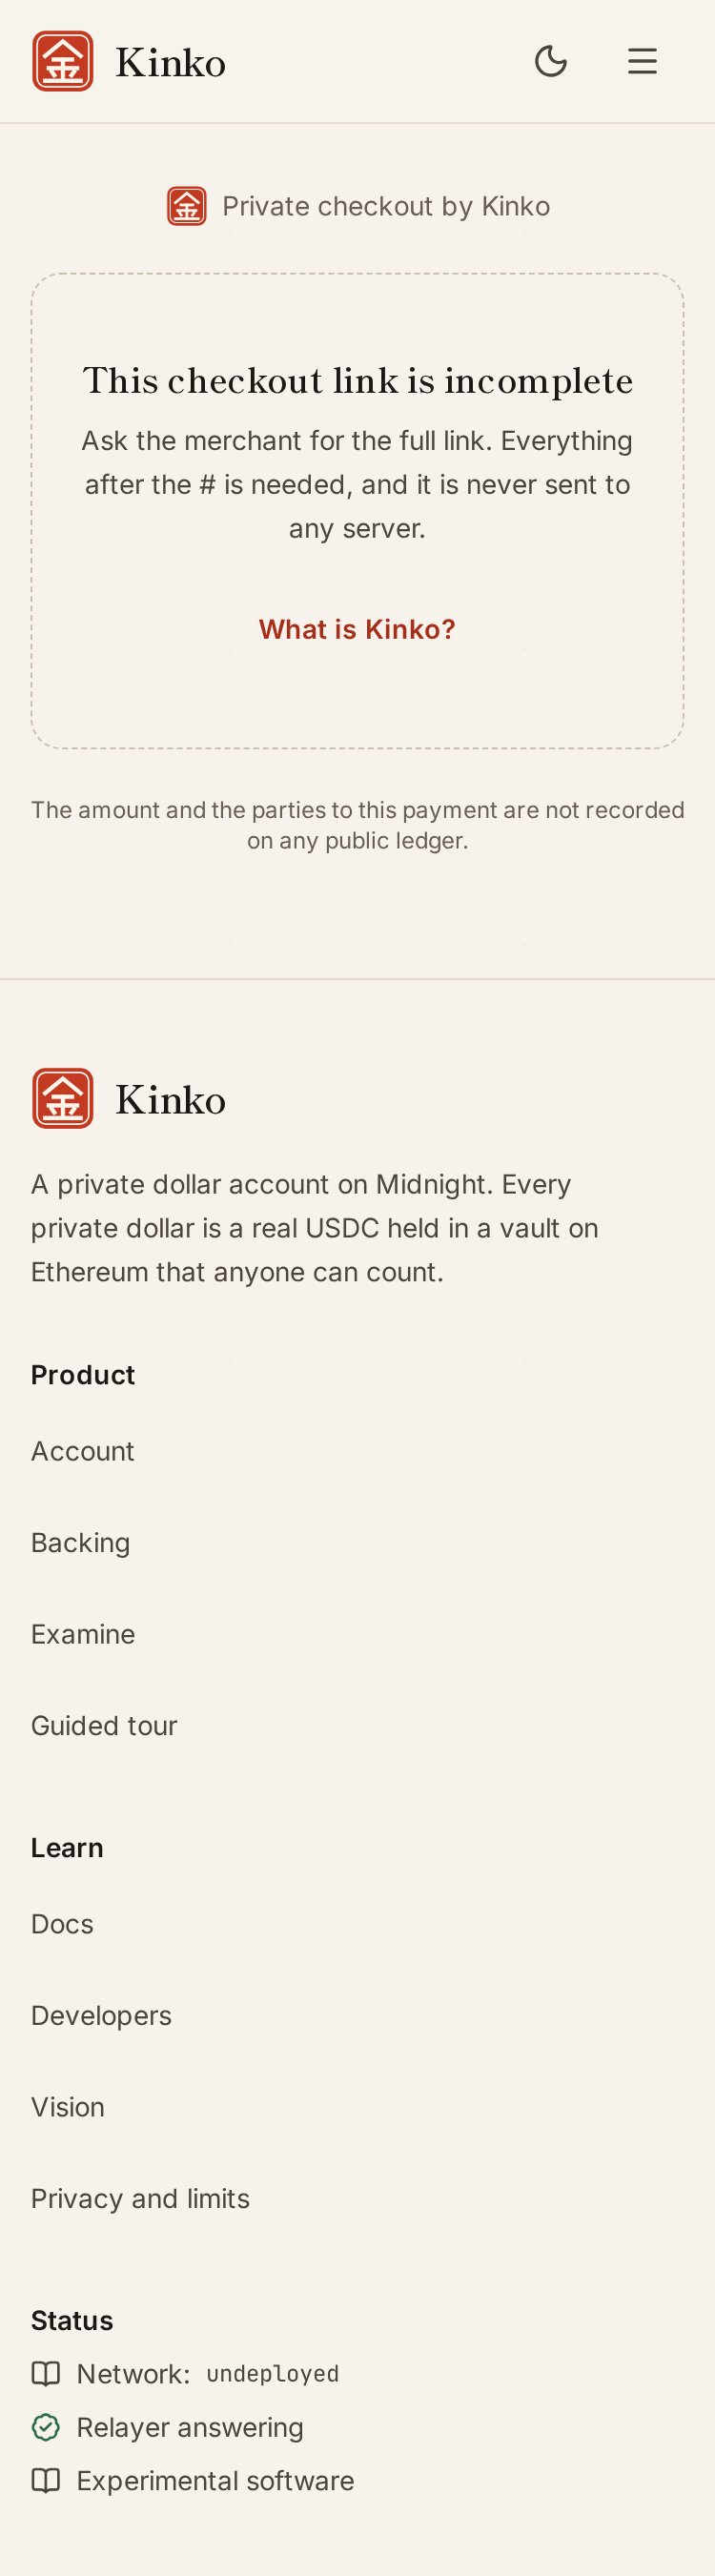 金 Kinko
金 Private checkout by Kinko
This checkout link is incomplete
Ask the merchant for the full link. Everything
after the # is needed, and it is never sent to
any server.
What is Kinko?
The amount and the parties to this payment are not recorded
on any public ledger.
金 Kinko
A private dollar account on Midnight. Every
private dollar is a real USDC held in a vault on
Ethereum that anyone can count.
Product
Account
Backing
Examine
Guided tour
Learn
Docs
Developers
Vision
Privacy and limits
Status
Network: undeployed
Relayer answering
Experimental software